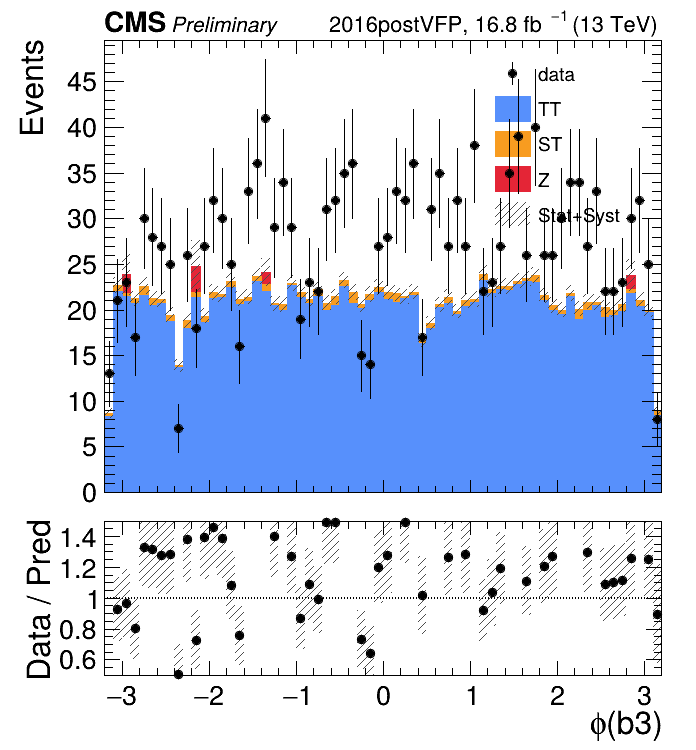 CMS Preliminary 2016postVFP, 16.8 fb⁻¹ (13 TeV)
Events
45
40
35
30
25
20
15
10
5
0
data
TT
ST
Z
Stat+Syst
Data / Pred
1.4
1.2
1
0.8
0.6
−3 −2 −1 0 1 2 3
ϕ(b3)